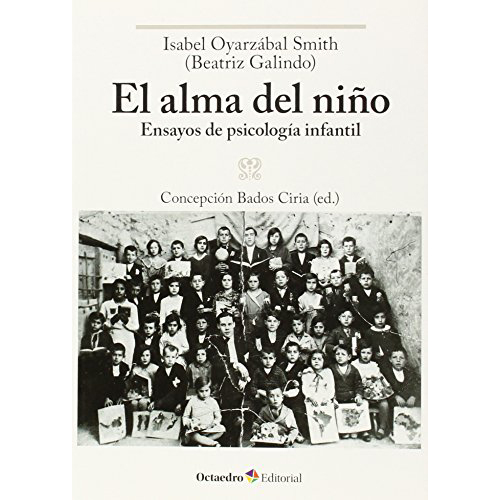 Isabel Oyarzábal Smith
(Beatriz Galindo)
El alma del niño
Ensayos de psicología infantil
Concepción Bados Ciria (ed.)
Octaedro Editorial